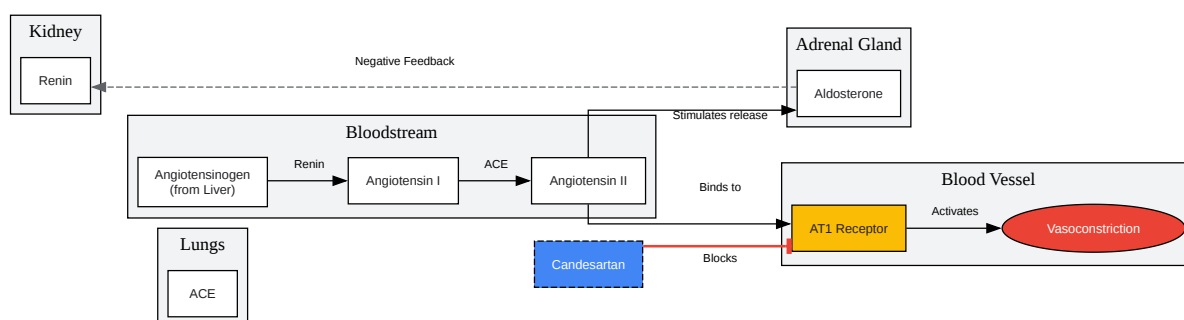 Kidney
Renin
Negative Feedback
Adrenal Gland
Aldosterone
Stimulates release
Bloodstream
Angiotensinogen
(from Liver)
Renin
Angiotensin I
ACE
Angiotensin II
Binds to
Blood Vessel
AT1 Receptor
Activates
Vasoconstriction
Candesartan
Blocks
Lungs
ACE